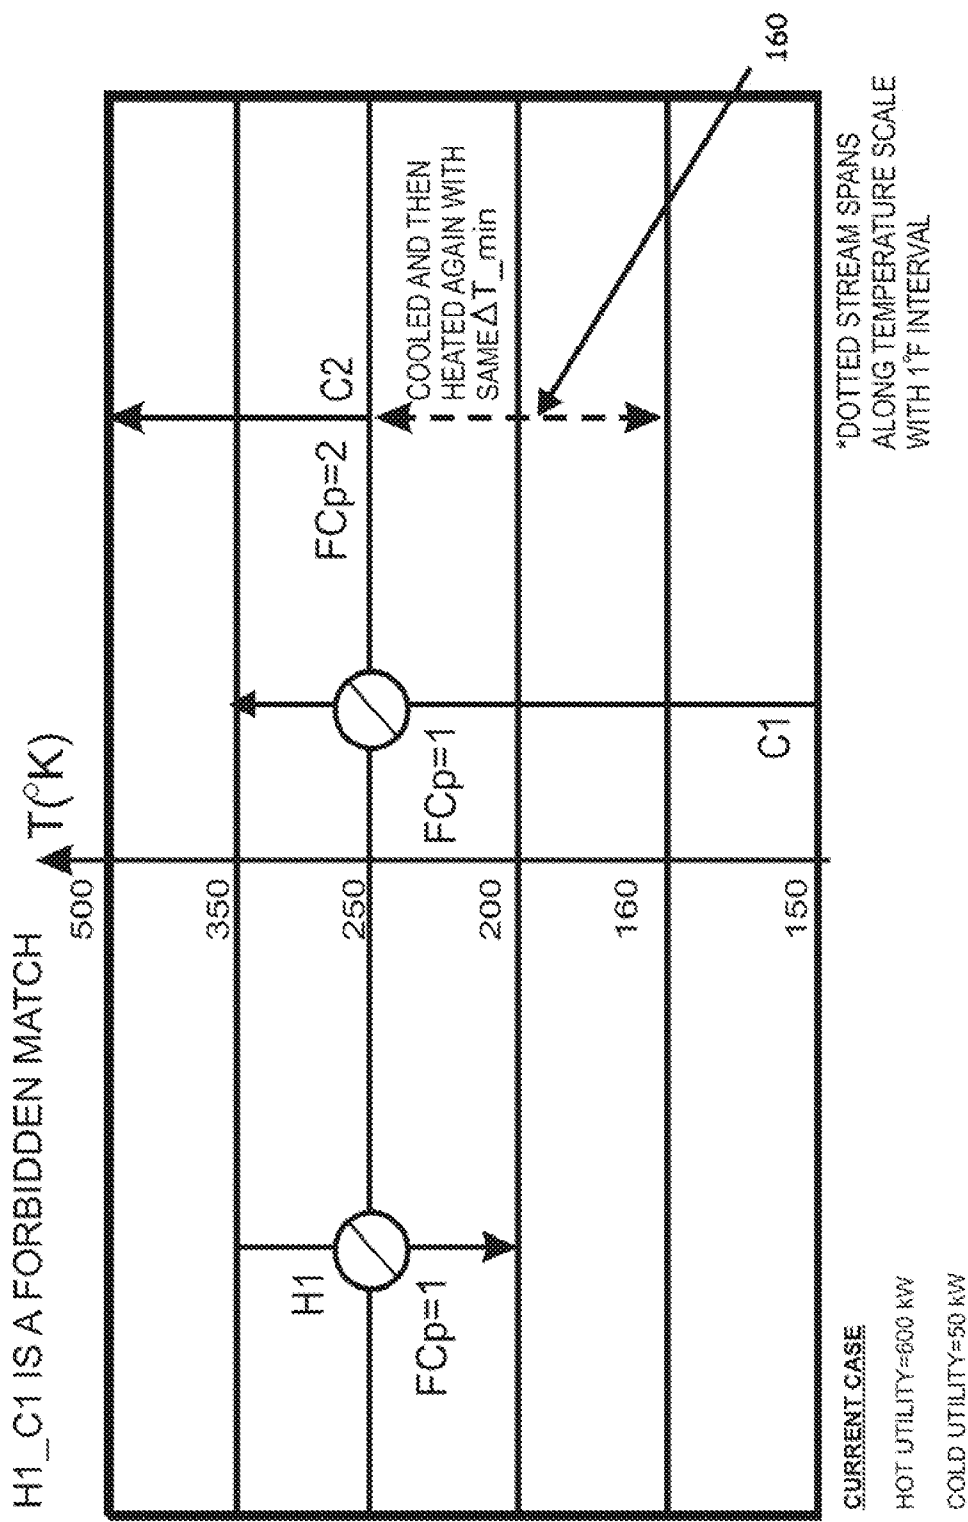 H1_C1 IS A FORBIDDEN MATCH
T(°K)
500
350
250
200
160
150
H1
FCp=1
FCp=1
C1
FCp=2
C2
COOLED AND THEN
HEATED AGAIN WITH
SAME ΔT_min
160
CURRENT CASE
HOT UTILITY=600 KW
COLD UTILITY=50 KW
*DOTTED STREAM SPANS
ALONG TEMPERATURE SCALE
WITH 1°F INTERVAL